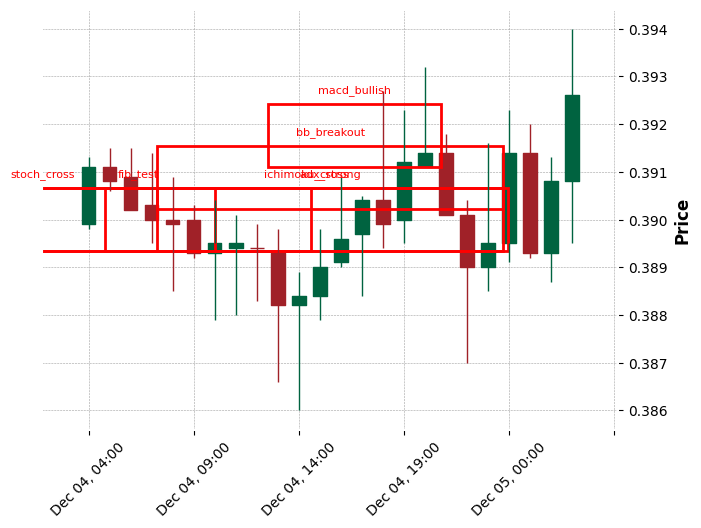 0.394
0.393
macd_bullish
0.392
bb_breakout
0.391
stoch_cross
fib_test
0.390
Price
0.389
0.388
0.387
0.386
Dec 04, 04:00
Dec 04, 09:00
Dec 04, 14:00
Dec 04, 19:00
Dec 05, 00:00